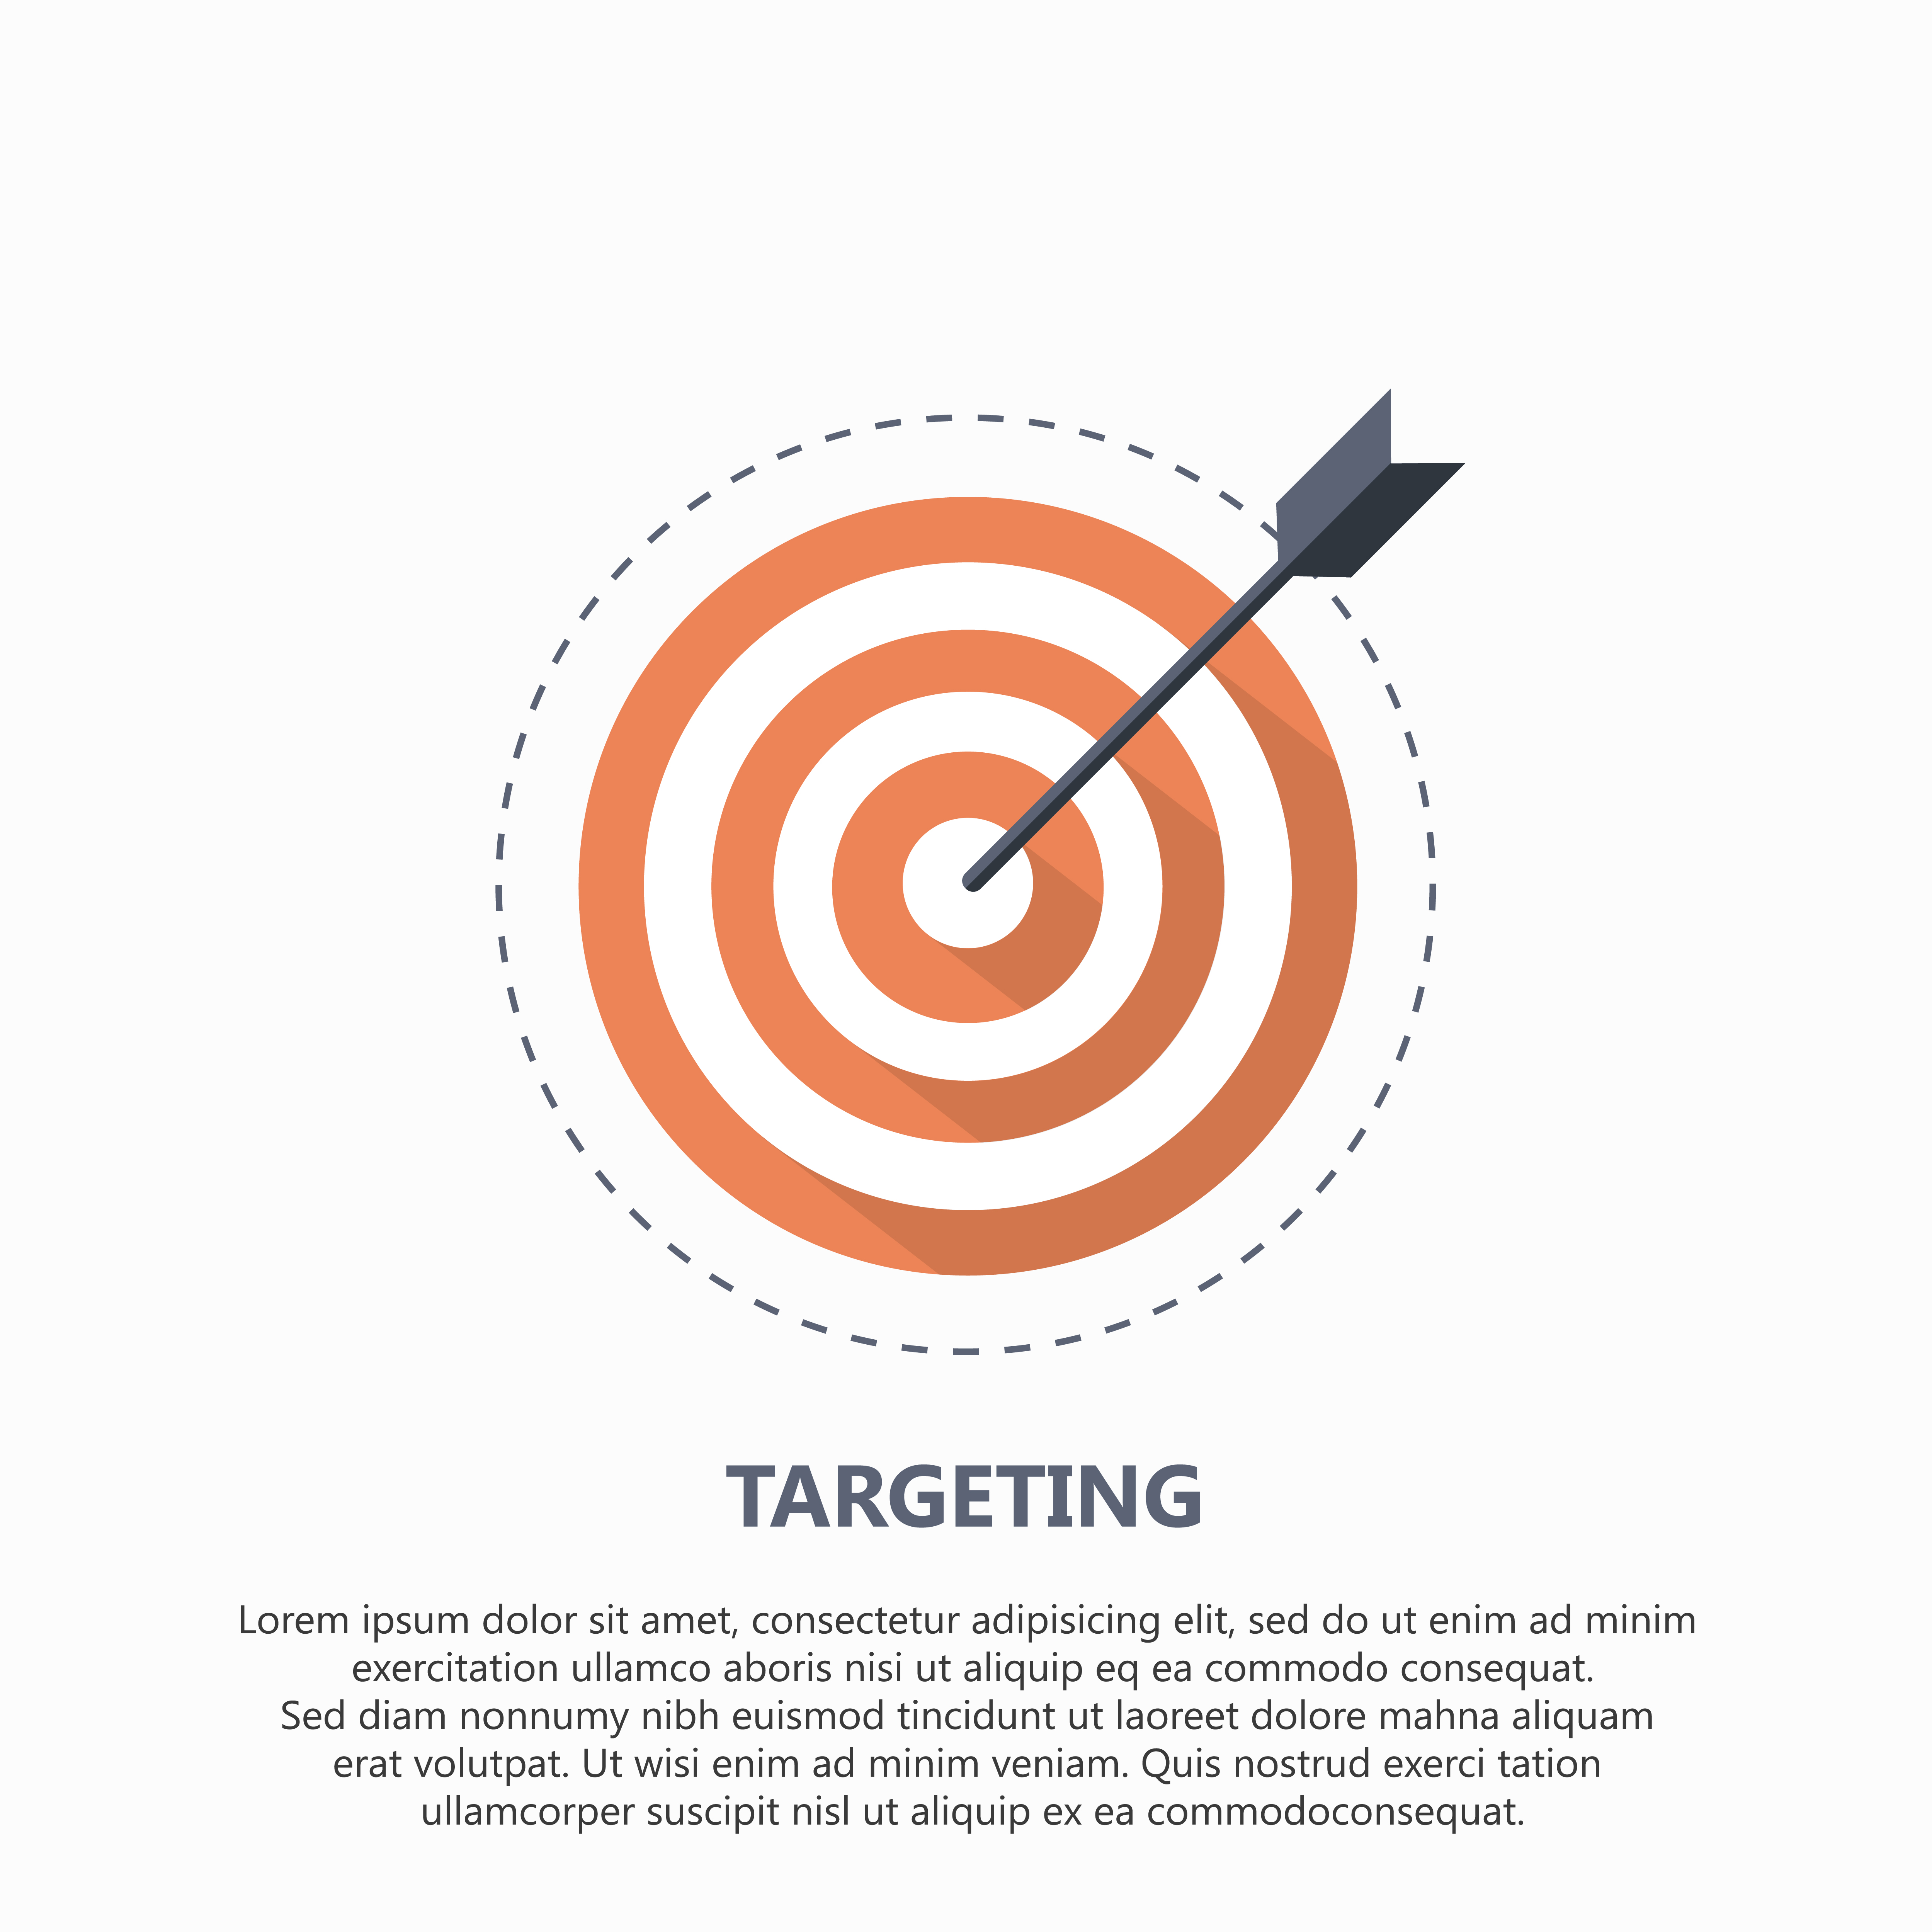 TARGETING
Lorem ipsum dolor sit amet, consectetur adipisicing elit, sed do ut enim ad minim
exercitation ullamco aboris nisi ut aliquip eq ea commodo consequat.
Sed diam nonnumy nibh euismod tincidunt ut laoreet dolore mahna aliquam
erat volutpat. Ut wisi enim ad minim veniam. Quis nostrud exerci tation
ullamcorper suscipit nisl ut aliquip ex ea commodoconsequat.